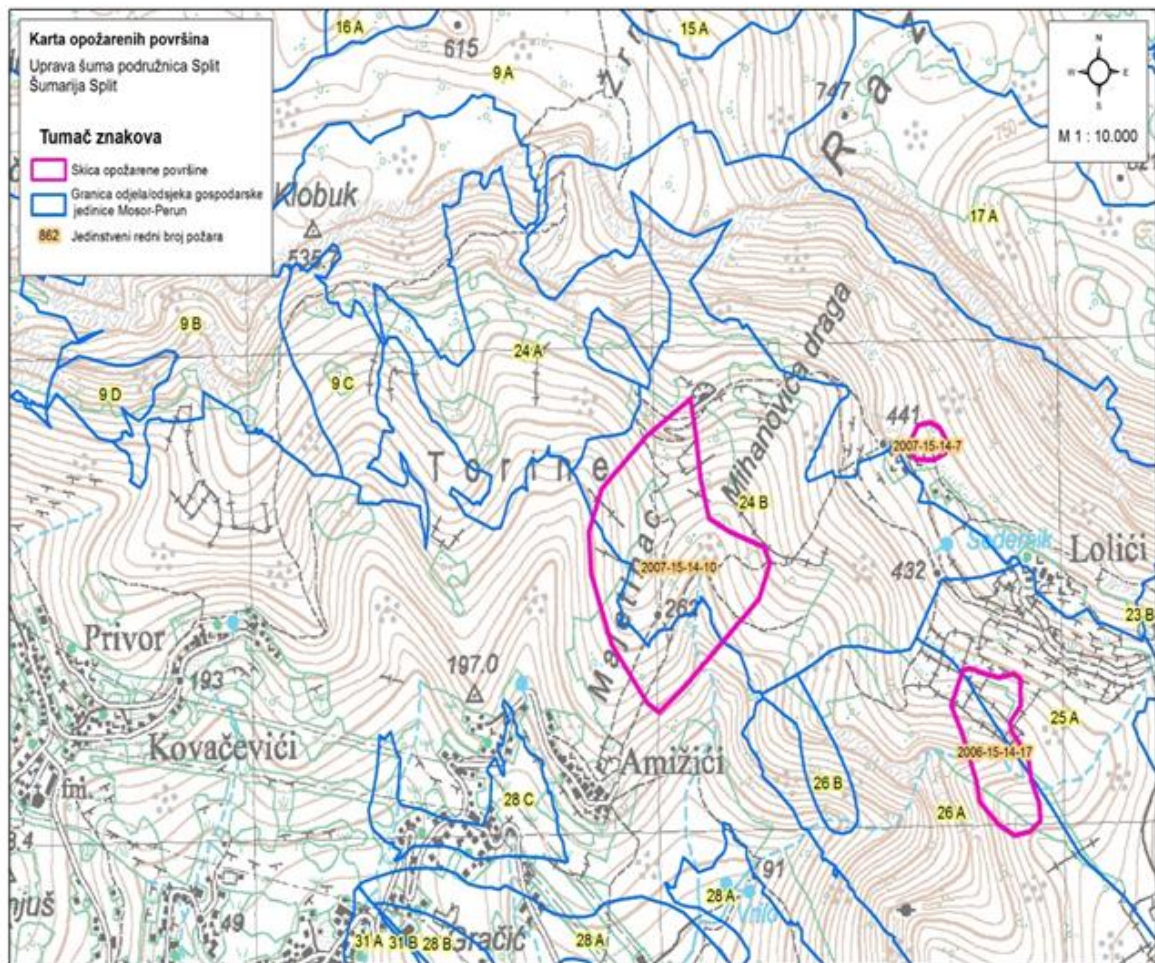 Karta opožarenih površina
Uprava šuma podružnica Split
Šumarija Split
Tumač znakova
Skica opožarene površine
Granica odjela/odsjeka gospodarske
jedinice Mosor-Perun
862 Jedinstveni redni broj požara
N
W E
S
M 1 : 10.000
16 A
615
15 A
9 A
747
750
17 A
Klobuk
535.
9 B
24 A
9 C
9 D
Mihanovića draga
441
2007-15-14-7
Torine
24 B
2007-15-14-10
432
Lolići
262
23 B
Privor
193
197.0
25 A
Kovačevići
2006-15-14-17
Amižići
fin.
26 B
28 C
26 A
91
28 A
49
31 A
31 B
28 B
28 A